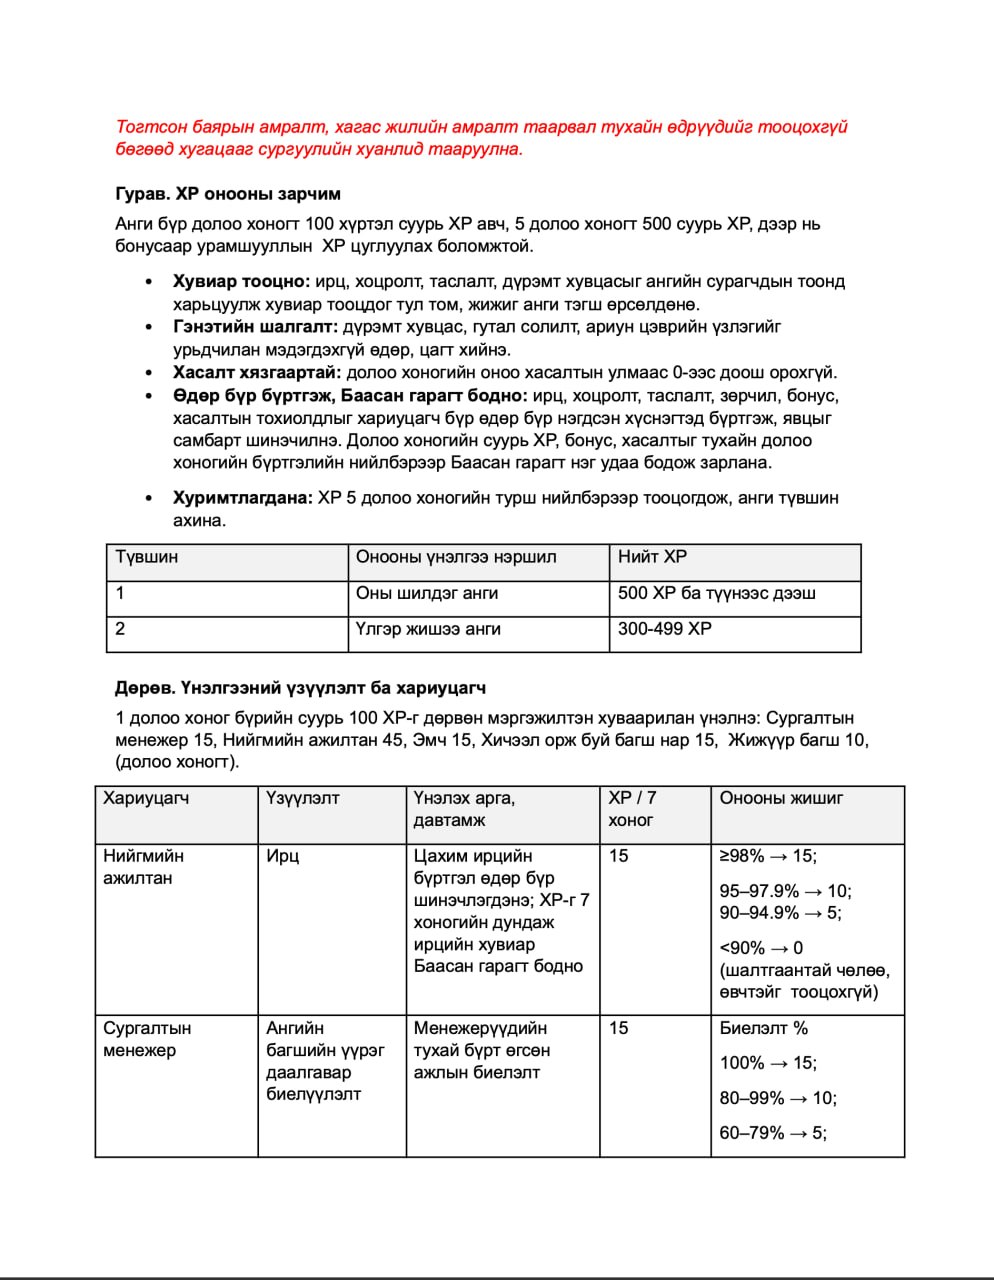 Тогтсон баярын амралт, хагас жилийн амралт таарвал тухайн өдрүүдийг тооцохгүй
бөгөөд хугацааг сургуулийн хуанлид тааруулна.
Гурав. XP онооны зарчим
Анги бүр долоо хоногт 100 хүртэл суурь XP авч, 5 долоо хоногт 500 суурь XP, дээр нь
бонусаар урамшууллын XP цуглуулах боломжтой.
• Хувиар тооцно: ирц, хоцролт, таслалт, дүрэмт хувцасыг ангийн сурагчдын тоонд
харьцуулж хувиар тооцдог тул том, жижиг анги тэгш өрсөлдөнө.
• Гэнэтийн шалгалт: дүрэмт хувцас, гутал солилт, ариун цэврийн үзлэгийг
урьдчилан мэдэгдэхгүй өдөр, цагт хийнэ.
• Хасалт хязгаартай: долоо хоногийн оноо хасалтын улмаас 0-ээс доош орохгүй.
• Өдөр бүр бүртгэж, Баасан гарагт бодно: ирц, хоцролт, таслалт, зөрчил, бонус,
хасалтын тохиолдлыг хариуцагч бүр өдөр бүр нэгдсэн хүснэгтэд бүртгэж, явцыг
самбарт шинэчилнэ. Долоо хоногийн суурь XP, бонус, хасалтыг тухайн долоо
хоногийн бүртгэлийн нийлбэрээр Баасан гарагт нэг удаа бодож зарлана.
• Хуримтлагдана: XP 5 долоо хоногийн турш нийлбэрээр тооцогдож, анги түвшин
ахина.
Түвшин Онооны үнэлгээ нэршил Нийт XP
1 Оны шилдэг анги 500 XP ба түүнээс дээш
2 Үлгэр жишээ анги 300-499 XP
Дөрөв. Үнэлгээний үзүүлэлт ба хариуцагч
1 долоо хоног бүрийн суурь 100 XP-г дөрвөн мэргэжилтэн хуваарилан үнэлнэ: Сургалтын
менежер 15, Нийгмийн ажилтан 45, Эмч 15, Хичээл орж буй багш нар 15, Жижүүр багш 10,
(долоо хоногт).
Хариуцагч
Үзүүлэлт
Үнэлэх арга,
давтамж
XP / 7
хоног
Онооны жишиг
Нийгмийн
ажилтан
Ирц
Цахим ирцийн
бүртгэл өдөр бүр
шинэчлэгдэнэ; XP-г 7
хоногийн дундаж
ирцийн хувиар
Баасан гарагт бодно
15
≥98% → 15;
95–97.9% → 10;
90–94.9% → 5;
<90% → 0
(шалтгаантай чөлөө,
өвчтэйг тооцохгүй)
Сургалтын
менежер
Ангийн
багшийн үүрэг
даалгавар
биелүүлэлт
Менежерүүдийн
тухай бүрт өгсөн
ажлын биелэлт
15
Биелэлт %
100% → 15;
80–99% → 10;
60–79% → 5;